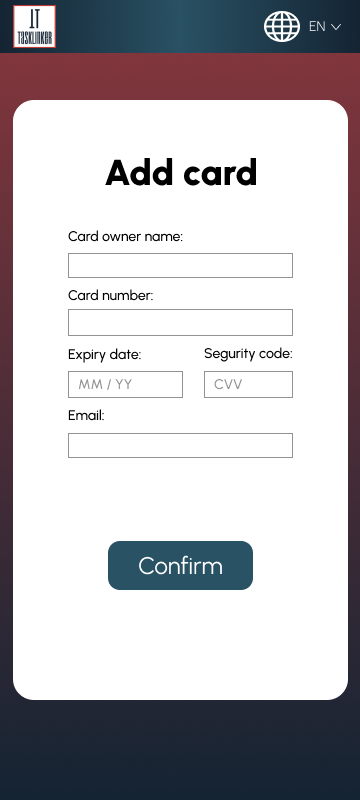 IT
TASKLINKER
EN
Add card
Card owner name:
Card number:
Expiry date:
Segurity code:
MM / YY
CVV
Email:
Confirm